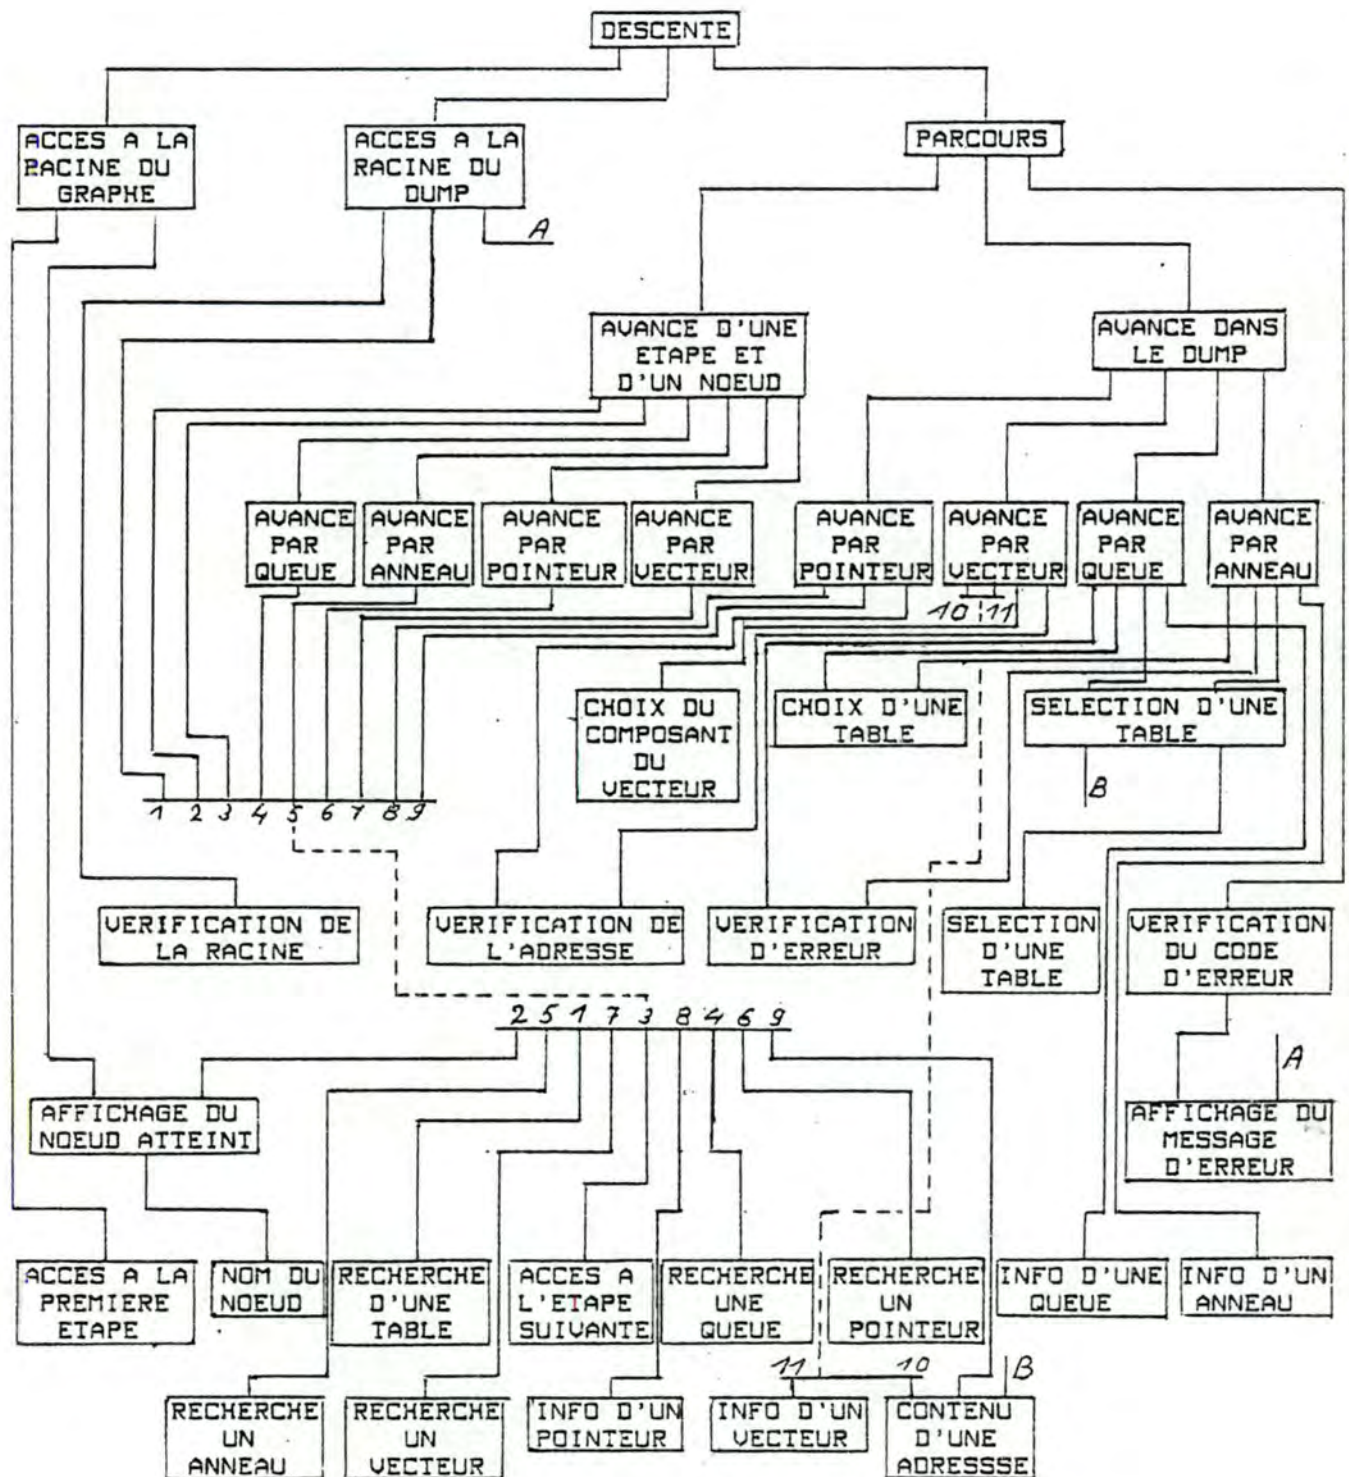 DESCENTE
ACCES A LA
RACINE DU
GRAPHE
ACCES A LA
RACINE DU
DUMP
PARCOURS
A
AVANCE D'UNE
ETAPE ET
D'UN NOEUD
AVANCE DANS
LE DUMP
AVANCE
PAR
QUEUE
AVANCE
PAR
ANNEAU
AVANCE
PAR
POINTEUR
AVANCE
PAR
VECTEUR
AVANCE
PAR
POINTEUR
AVANCE
PAR
VECTEUR
AVANCE
PAR
QUEUE
AVANCE
PAR
ANNEAU
10 11
CHOIX DU
COMPOSANT
DU
VECTEUR
CHOIX D'UNE
TABLE
SELECTION D'UNE
TABLE
B
1 2 3 4 5 6 7 8 9
VERIFICATION DE
LA RACINE
VERIFICATION DE
L'ADRESSE
VERIFICATION
D'ERREUR
SELECTION
D'UNE
TABLE
VERIFICATION
DU CODE
D'ERREUR
2 5 1 7 3 8 4 6 9
A
AFFICHAGE DU
NOEUD ATTEINT
AFFICHAGE DU
MESSAGE
D'ERREUR
ACCES A LA
PREMIERE
ETAPE
NOM DU
NOEUD
RECHERCHE
D'UNE
TABLE
ACCES A
L'ETAPE
SUIVANTE
RECHERCHE
UNE
QUEUE
RECHERCHE
UN
POINTEUR
INFO D'UNE
QUEUE
INFO D'UN
ANNEAU
11 10 B
RECHERCHE
UN
ANNEAU
RECHERCHE
UN
VECTEUR
INFO D'UN
POINTEUR
INFO D'UN
VECTEUR
CONTENU
D'UNE
ADRESSSE